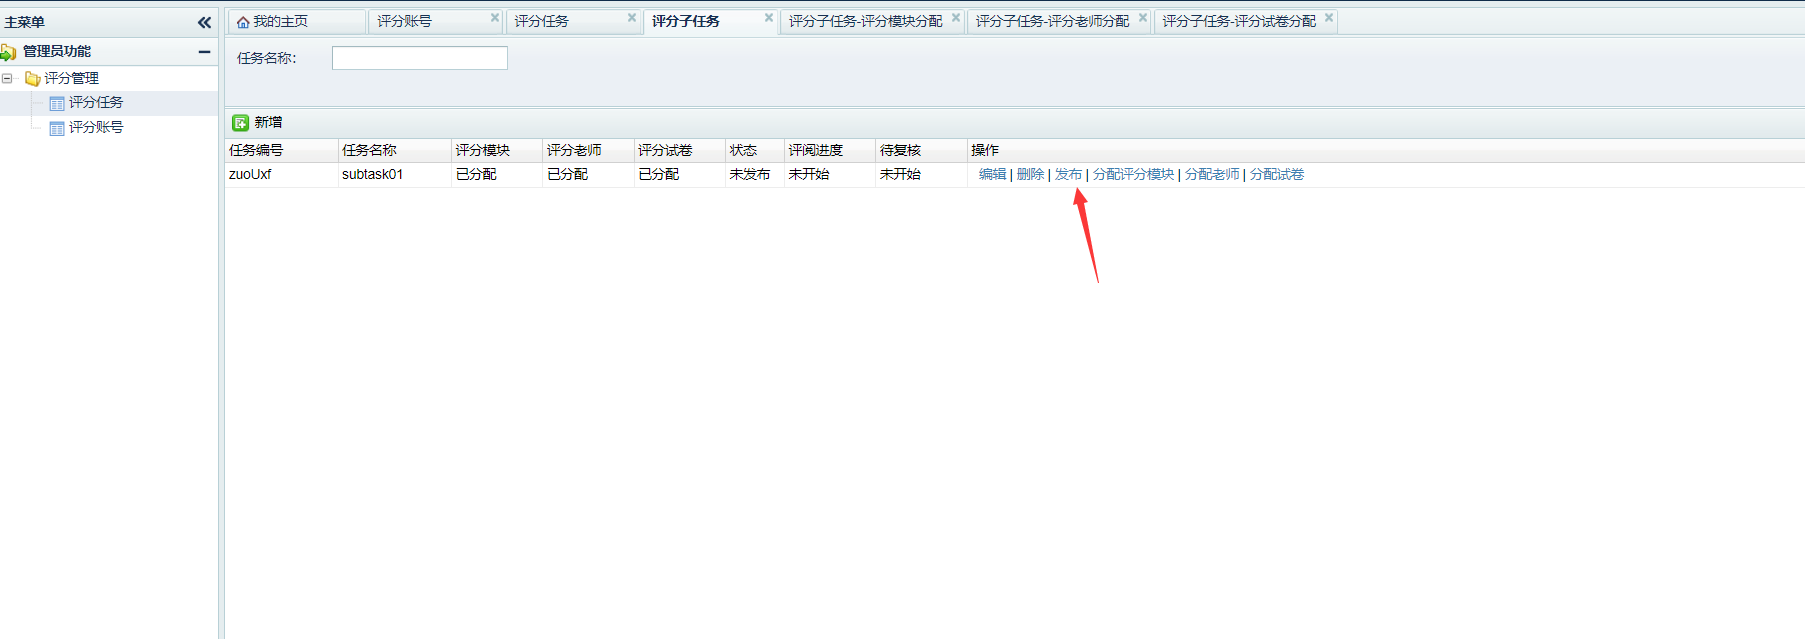 主菜单
管理员功能
评分管理
评分任务
评分账号
我的主页 评分账号 评分任务 评分子任务 评分子任务-评分模块分配 评分子任务-评分老师分配 评分子任务-评分试卷分配
任务名称：
新增
任务编号 任务名称 评分模块 评分老师 评分试卷 状态 评阅进度 待复核 操作
zuoUxf subtask01 已分配 已分配 已分配 未发布 未开始 未开始 编辑 | 删除 | 发布 | 分配评分模块 | 分配老师 | 分配试卷